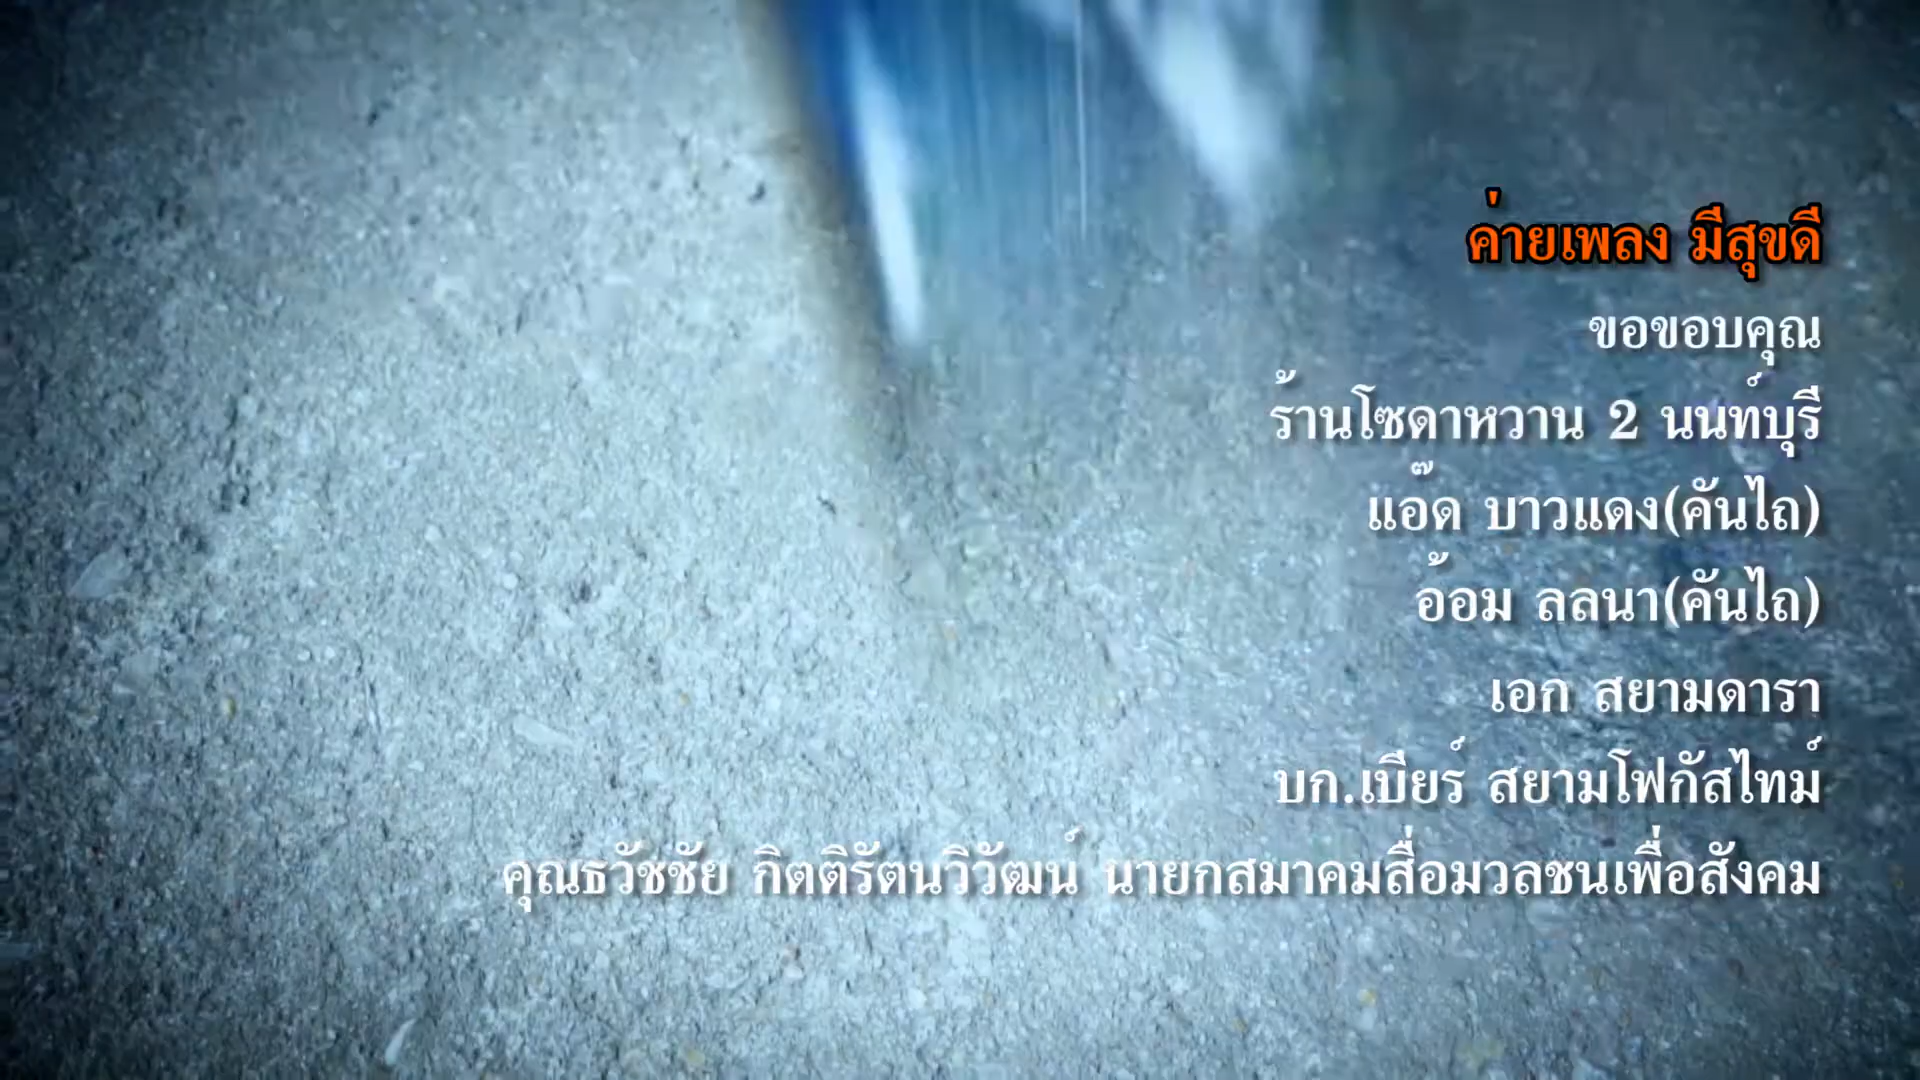 ค่ายเพลง มีสุขดี
ขอขอบคุณ
ร้านโซดาหวาน 2 นนท์บุรี
แอ๊ด บาวแดง(คันไถ)
อ้อม ลลนา(คันไถ)
เอก สยามดารา
บก.เบียร์ สยามโฟกัสไทม์
คุณธวัชชัย กิตติรัตนวิวัฒน์ นายกสมาคมสื่อมวลชนเพื่อสังคม